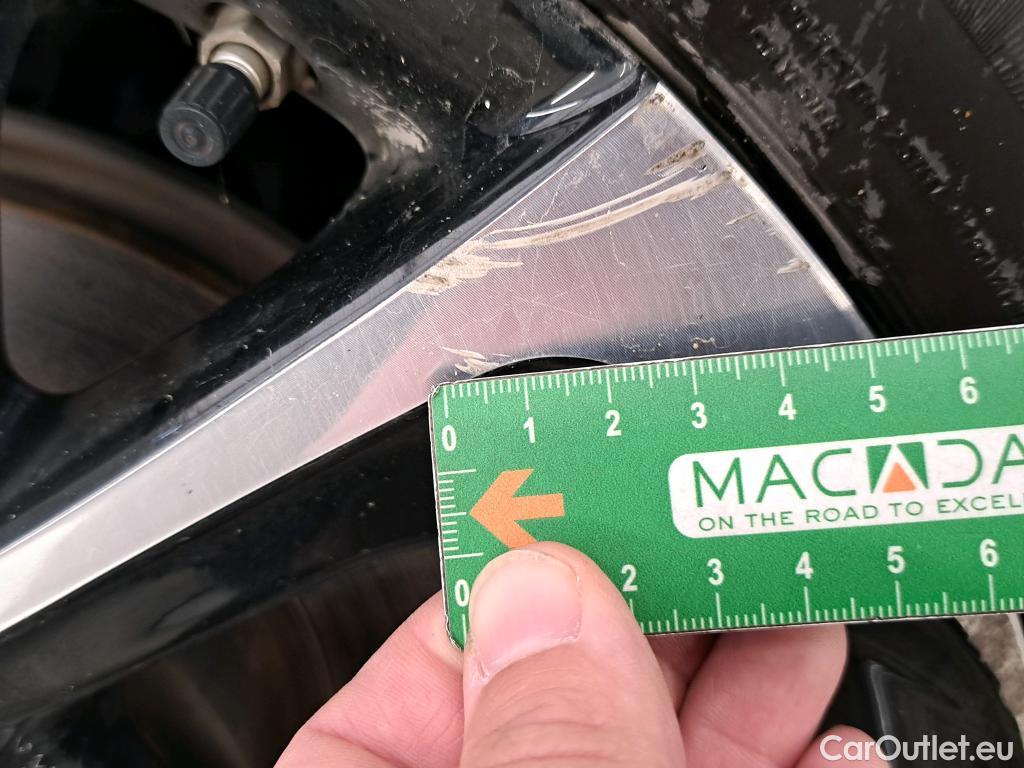 0 1 2 3 4 5 6
MACADA
ON THE ROAD TO EXCEL
0 2 3 4 5 6
CarOutlet.eu